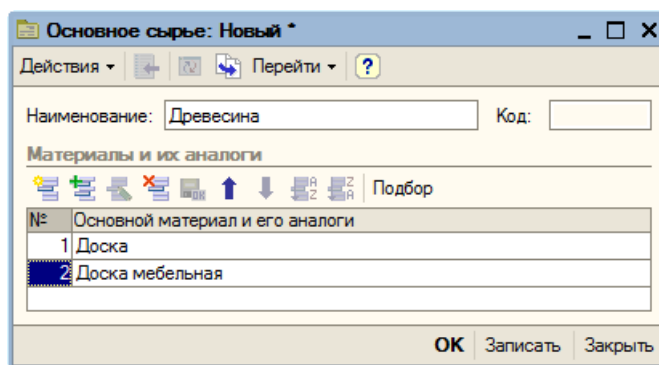 Основное сырье: Новый *
Действия Перейти ?
Наименование: Древесина Код:
Материалы и их аналоги
Подбор
№ Основной материал и его аналоги
1 Доска
2 Доска мебельная
OK Записать Закрыть